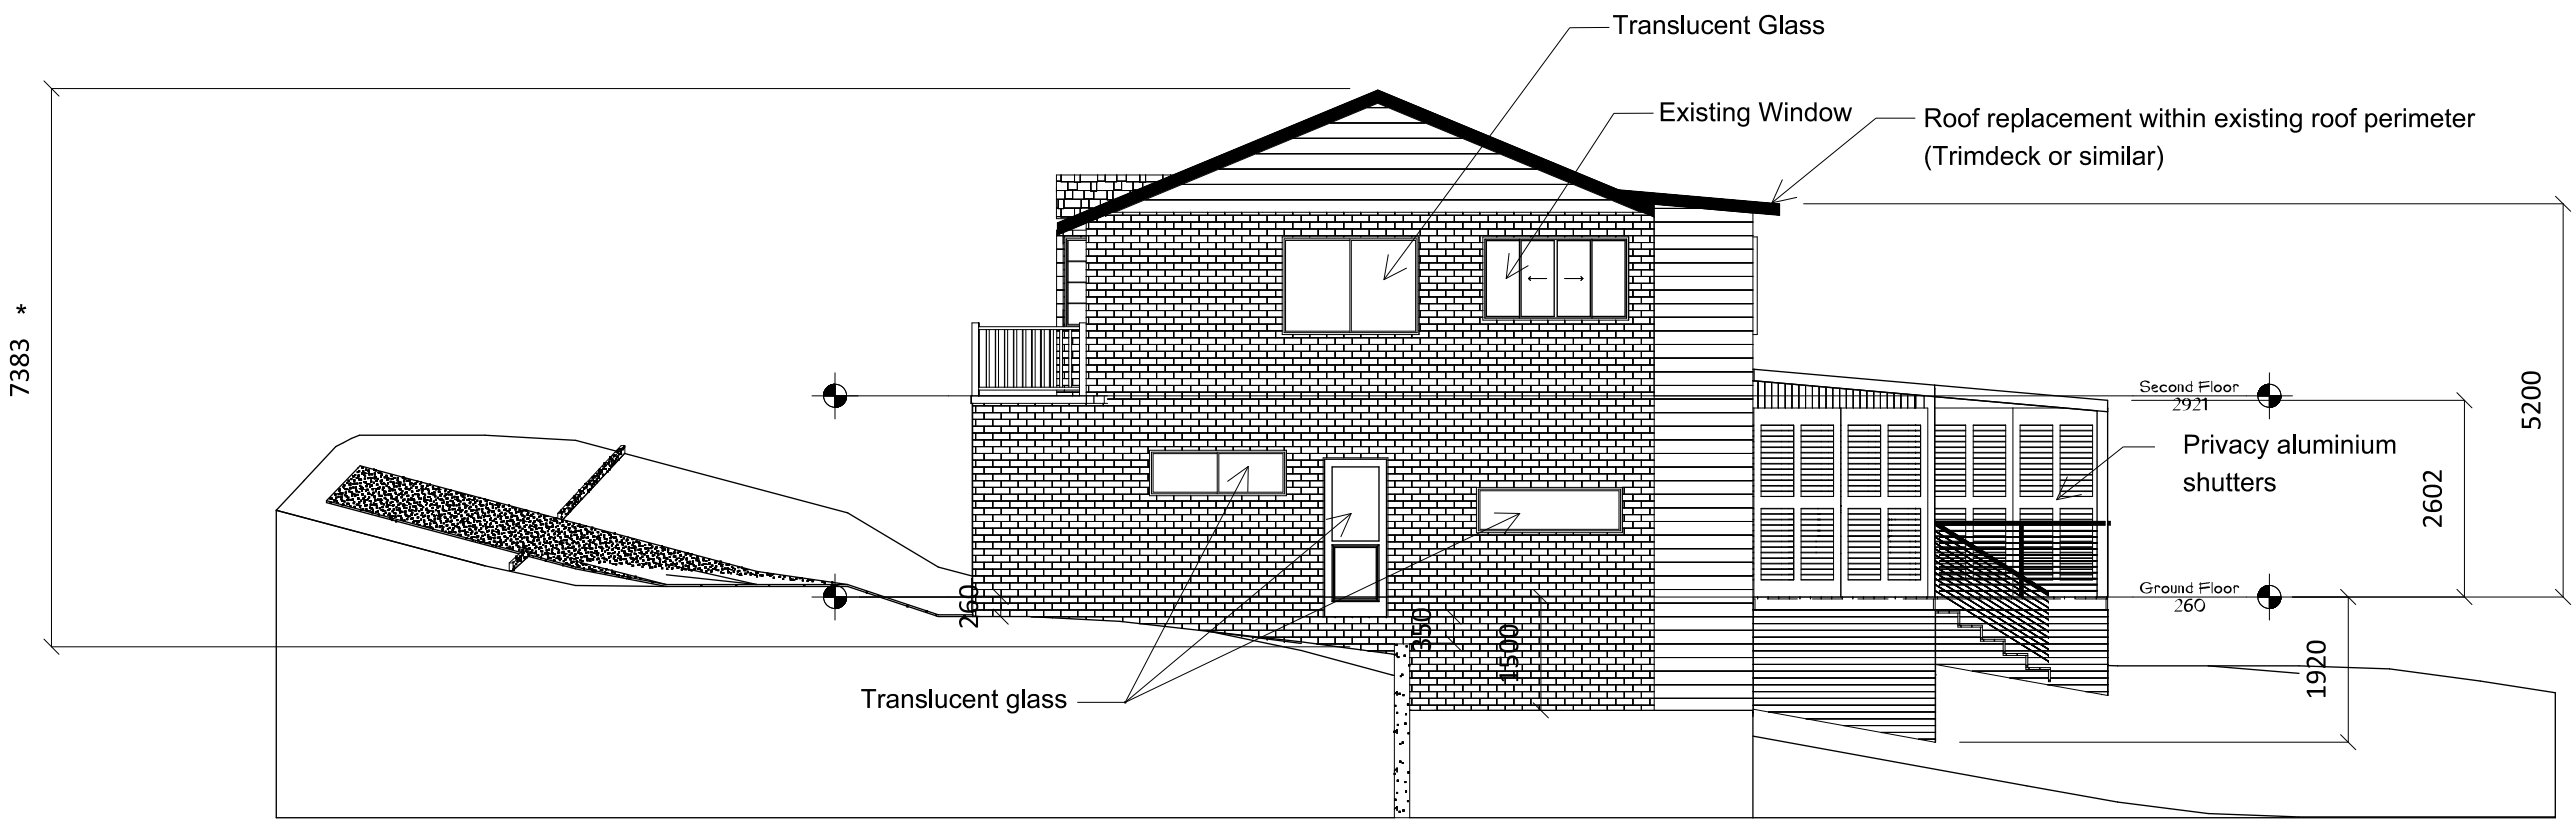 Translucent Glass
Existing Window
Roof replacement within existing roof perimeter
(Trimdeck or similar)
7383 *
5200
Second Floor
2921
Privacy aluminium
shutters
2602
260
Ground Floor
260
350
1500
1920
Translucent glass